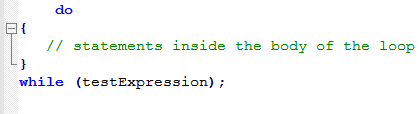 do
{
// statements inside the body of the loop
}
while (testExpression);